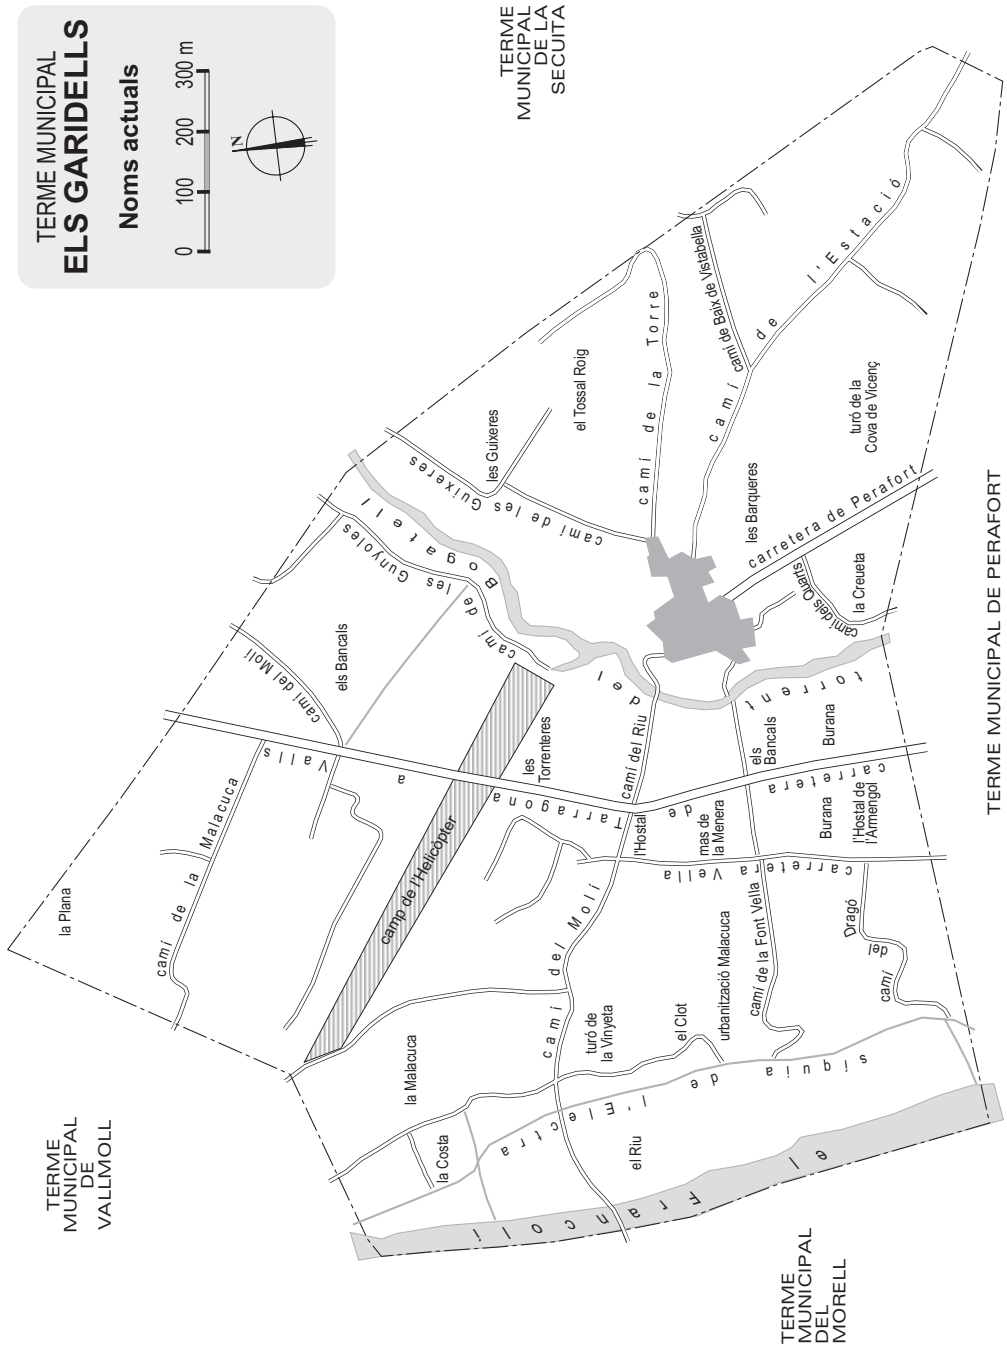 TERME MUNICIPAL
ELS GARIDELLS
Noms actuals
0 100 200 300 m
N
TERME
MUNICIPAL
DE LA
SECUITA
TERME
MUNICIPAL
DE
VALLMOLL
TERME
MUNICIPAL
DEL
MORELL
TERME MUNICIPAL DE PERAFORT
la Plana
camí de la Malacuca
camí del Molí
els Bancals
camí de les Gunyoles
torrent del Bogatell
camí de les Guixeres
les Guixeres
el Tossal Roig
camí de la Torre
camí de Baix de Vistabella
camí de l'Estació
turó de la
Cova de Vicenç
les Barqueres
carretera de Perafort
camí dels Quarts
la Creueta
carretera de Tarragona a Valls
camp de l'Helicòpter
les
Torrenteres
camí del Riu
els
Bancals
Burana
l'Hostal
mas de
la Menera
Burana
l'Hostal de
l'Armengol
carretera Vella
camí del Molí
la Malacuca
turó de
la Vinyeta
el Clot
urbanització Malacuca
camí de la Font Vella
camí del Dragó
la Costa
síquia de l'Electra
el Riu
el Francolí